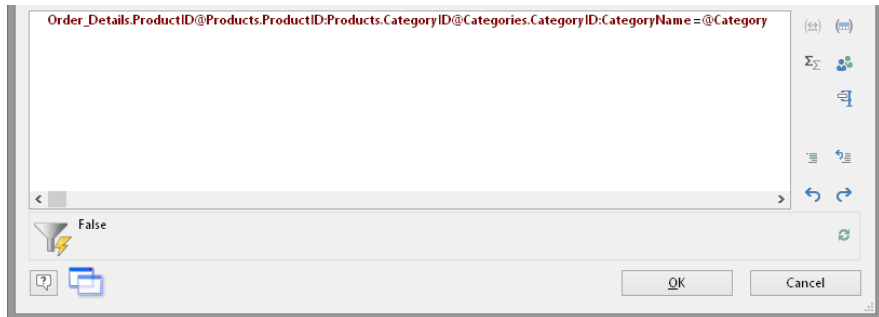 Order_Details.ProductID@Products.ProductID:Products.CategoryID@Categories.CategoryID:CategoryName=@Category
False
OK
Cancel